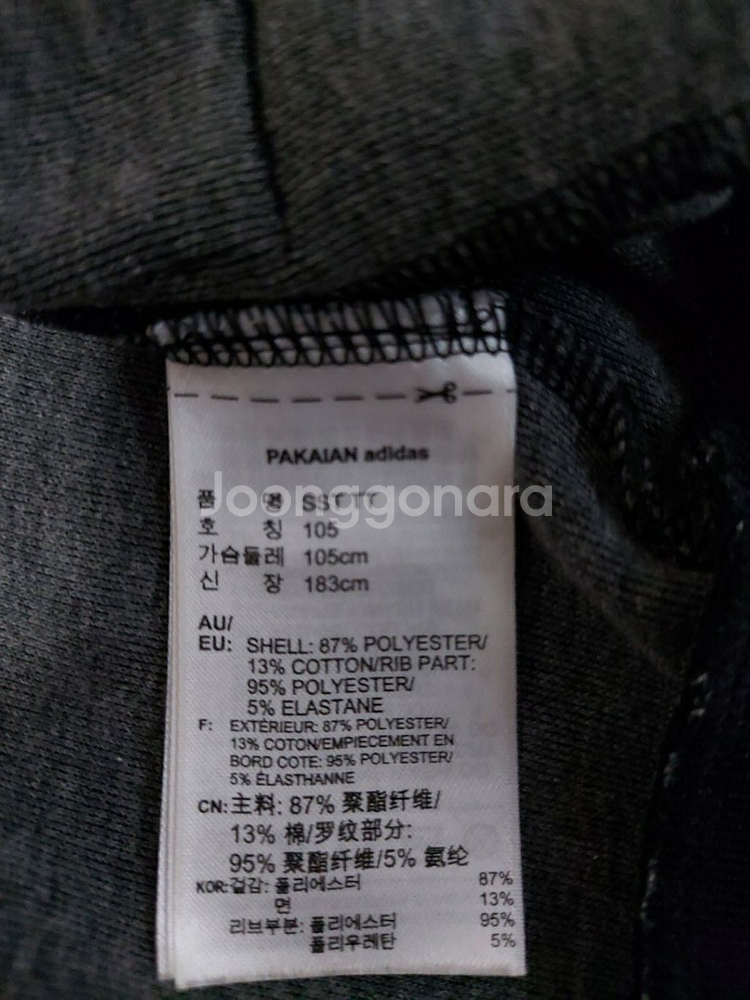 PAKAIAN adidas
Joonggonara
품 명 SST TT
호 칭 105
가슴둘레 105cm
신 장 183cm
AU/
EU: SHELL: 87% POLYESTER/
13% COTTON/RIB PART:
95% POLYESTER/
5% ELASTANE
F: EXTÉRIEUR: 87% POLYESTER/
13% COTON/EMPIECEMENT EN
BORD COTE: 95% POLYESTER/
5% ÉLASTHANNE
CN: 主料: 87% 聚酯纤维/
13% 棉/罗纹部分:
95% 聚酯纤维/5% 氨纶
KOR: 겉감: 폴리에스터 87%
면 13%
리브부분: 폴리에스터 95%
폴리우레탄 5%